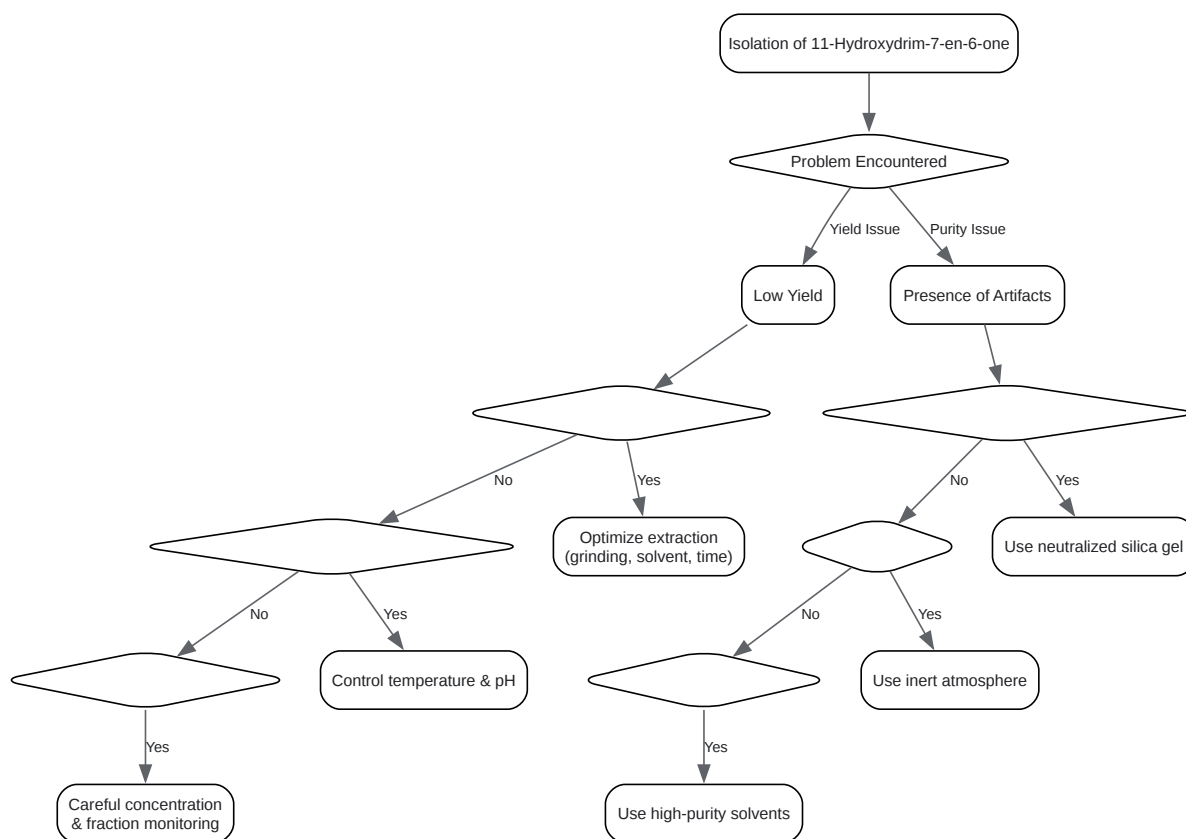 Isolation of 11-Hydroxydrim-7-en-6-one
Problem Encountered
Yield Issue
Purity Issue
Low Yield
Presence of Artifacts
No
Yes
No
Yes
Optimize extraction
(grinding, solvent, time)
Use neutralized silica gel
No
Yes
No
Yes
Control temperature & pH
Use inert atmosphere
Yes
Yes
Careful concentration
& fraction monitoring
Use high-purity solvents